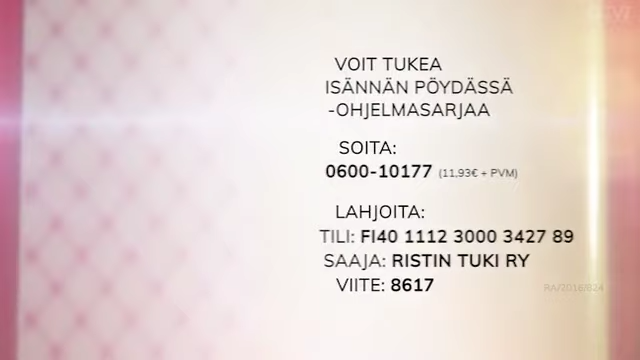 VOIT TUKEA
ISÄNNÄN PÖYDÄSSÄ
-OHJELMASARJAA
SOITA:
0600-10177 (11,93€ + PVM)
LAHJOITA:
TILI: FI40 1112 3000 3427 89
SAAJA: RISTIN TUKI RY
VIITE: 8617
RA/2016/824